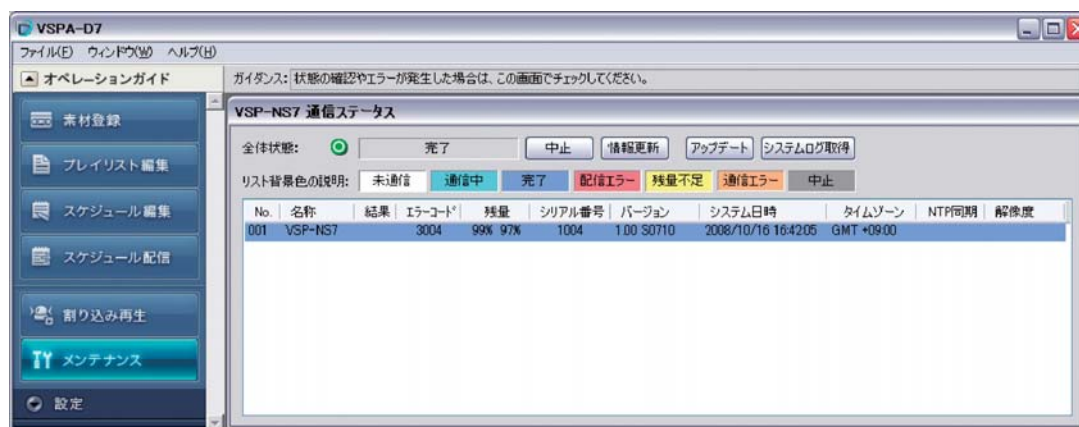 VSPA-D7
ファイル(F) ウィンドウ(W) ヘルプ(H)
オペレーションガイド
ガイダンス: 状態の確認やエラーが発生した場合は、この画面でチェックしてください。
素材登録
プレイリスト編集
スケジュール編集
スケジュール配信
割り込み再生
メンテナンス
設定
VSP-NS7 通信ステータス
全体状態: 完了 中止 情報更新 アップデート システムログ取得
リスト背景色の説明: 未通信 通信中 完了 配信エラー 残量不足 通信エラー 中止
No. 名称 結果 エラーコード 残量 シリアル番号 バージョン システム日時 タイムゾーン NTP同期 解像度
001 VSP-NS7 3004 99% 97% 1004 1.00 S0710 2008/10/16 16:42:05 GMT +09:00